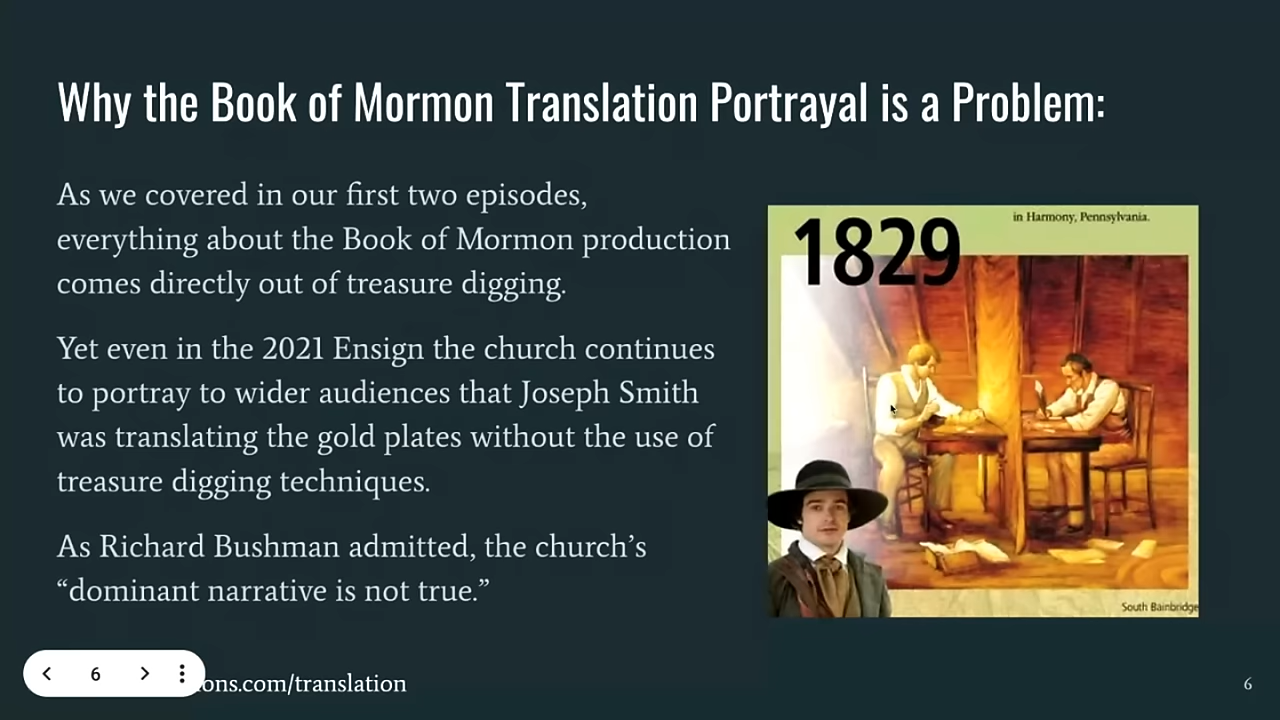 Why the Book of Mormon Translation Portrayal is a Problem:
As we covered in our first two episodes,
everything about the Book of Mormon production
comes directly out of treasure digging.
Yet even in the 2021 Ensign the church continues
to portray to wider audiences that Joseph Smith
was translating the gold plates without the use of
treasure digging techniques.
As Richard Bushman admitted, the church’s
“dominant narrative is not true.”
in Harmony, Pennsylvania.
1829
South Bainbridge
6
ons.com/translation
6